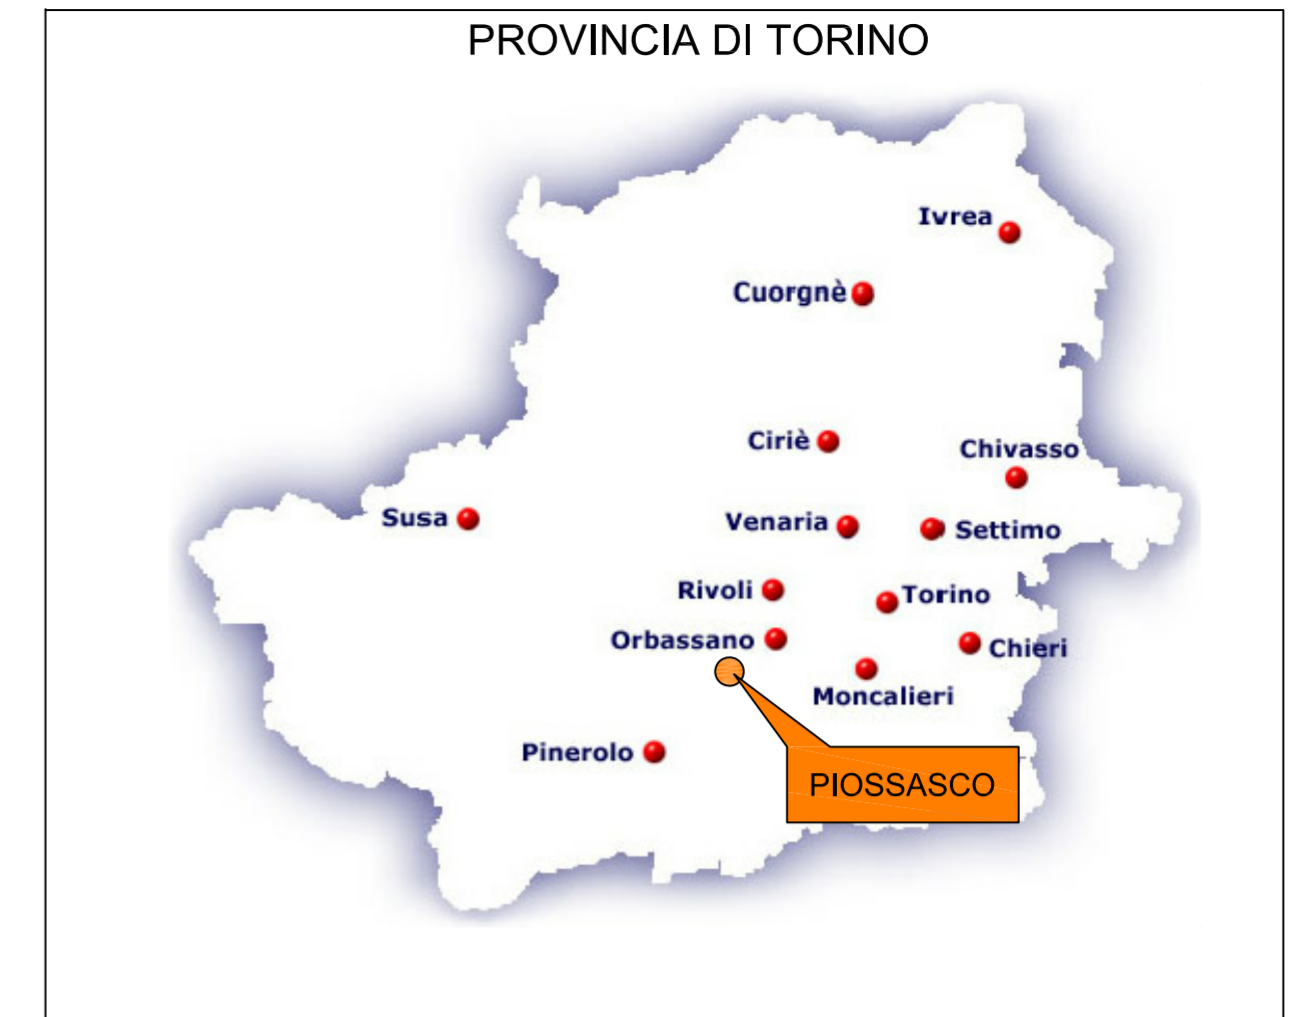 PROVINCIA DI TORINO
Ivrea
Cuorgnè
Ciriè
Chivasso
Susa
Venaria
Settimo
Rivoli
Torino
Orbassano
Chieri
Moncalieri
Pinerolo
PIOSSASCO